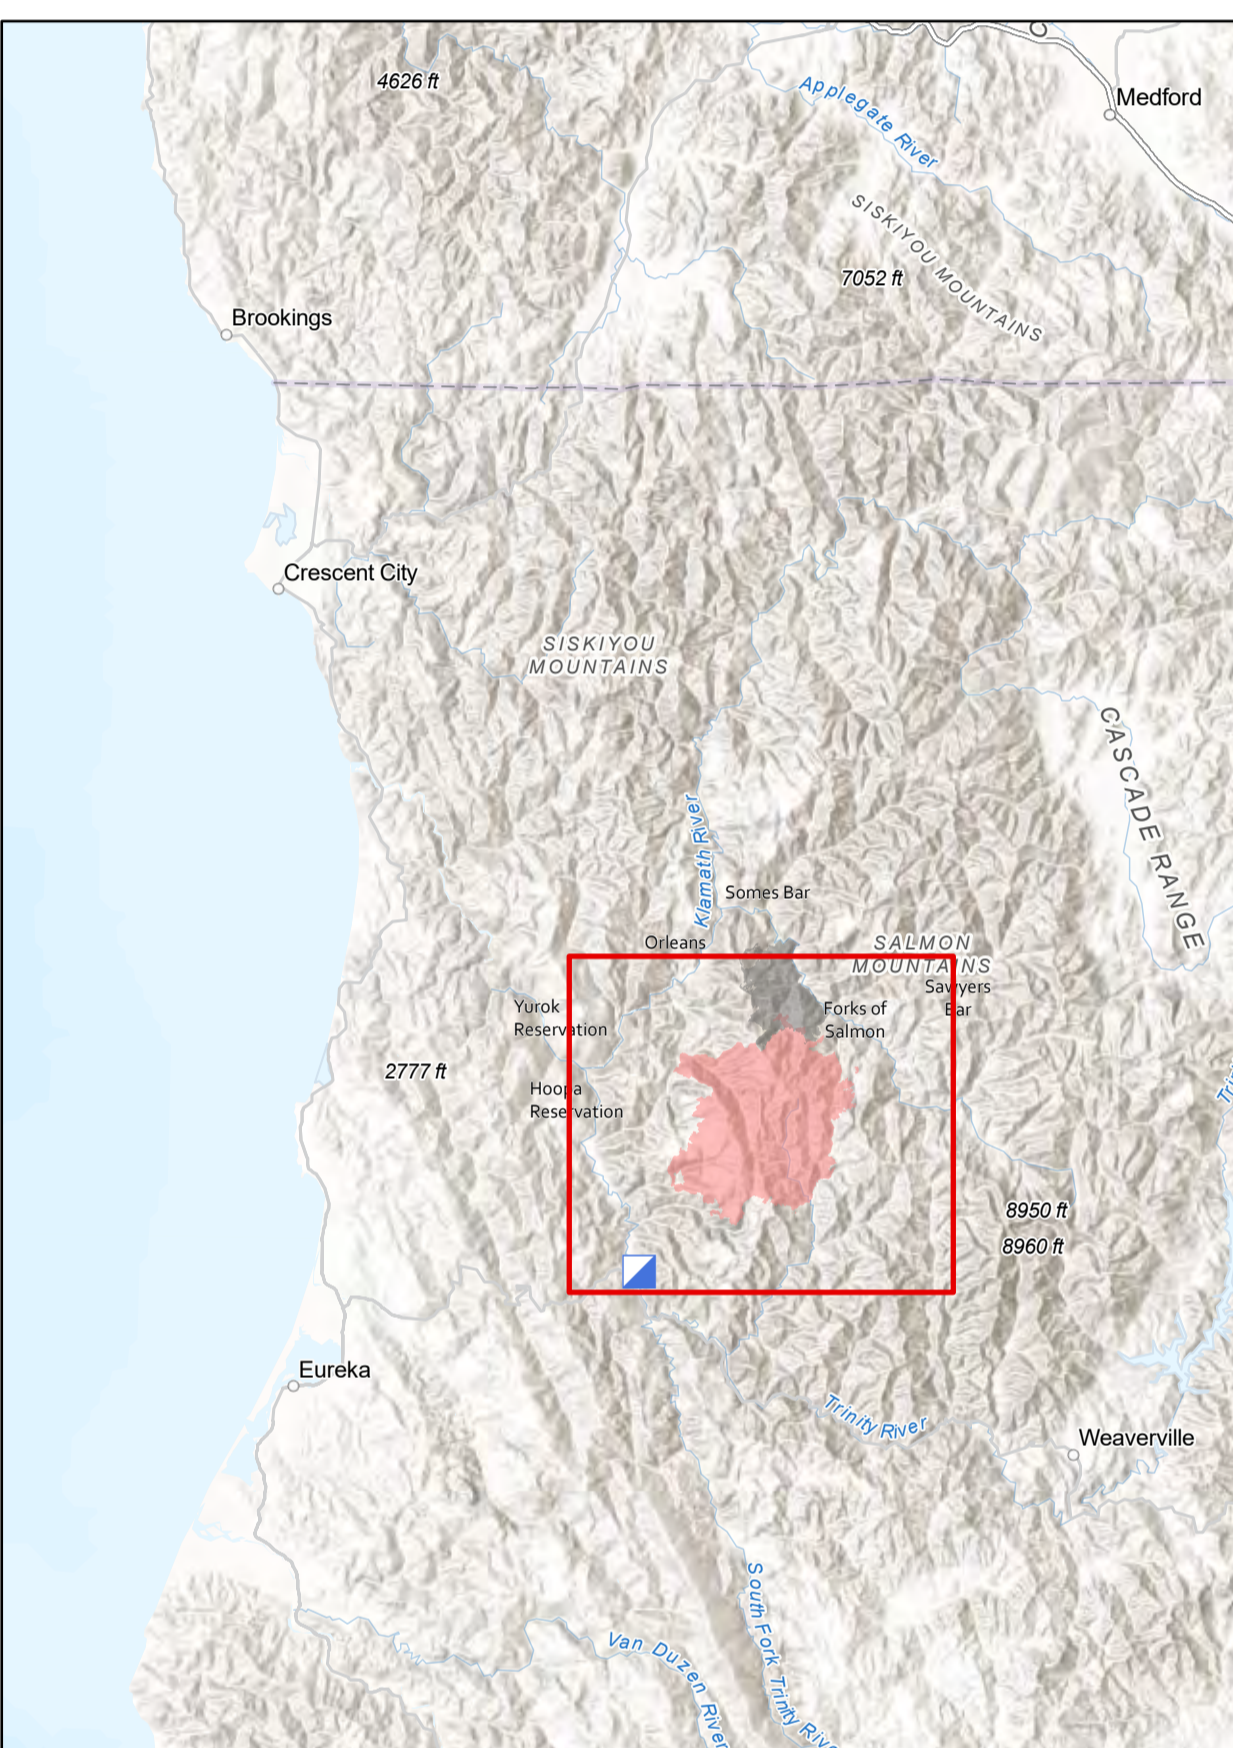 4626 ft
Medford
Applegate River
SISKIYOU MOUNTAINS
7052 ft
Brookings
Crescent City
SISKIYOU
MOUNTAINS
CASCADE RANGE
Klamath River
Somes Bar
Orleans
SALMON
MOUNTAINS
Sawyers
Bar
Yurok
Reservation
Forks of
Salmon
2777 ft
Hoopa
Reservation
8950 ft
8960 ft
Eureka
Trinity River
Weaverville
South Fork Trinity Rive
Van Duzen River